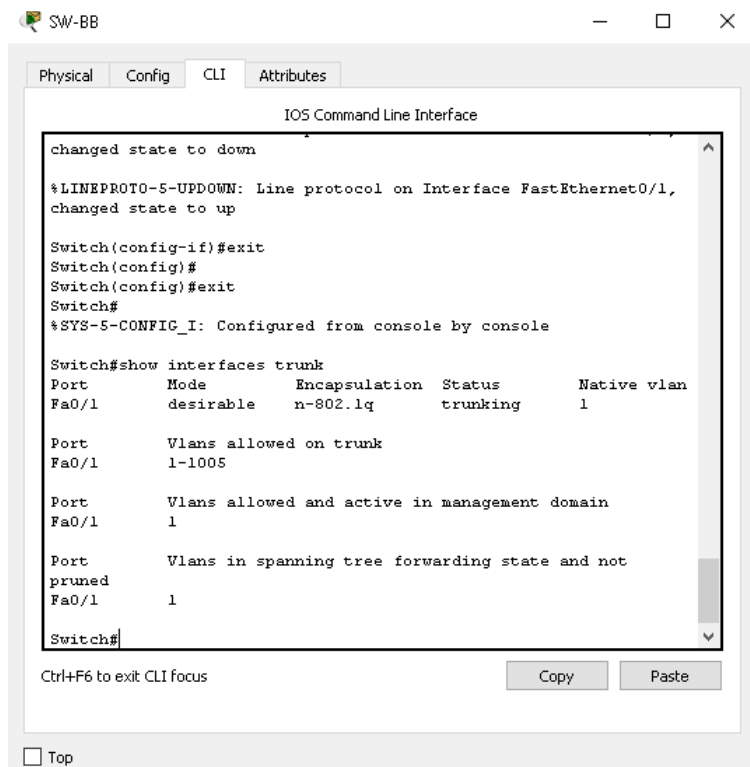 SW-BB
Physical Config CLI Attributes
IOS Command Line Interface
changed state to down
%LINEPROTO-5-UPDOWN: Line protocol on Interface FastEthernet0/1,
changed state to up
Switch(config-if)#exit
Switch(config)#
Switch(config)#exit
Switch#
%SYS-5-CONFIG_I: Configured from console by console
Switch#show interfaces trunk
Port Mode Encapsulation Status Native vlan
Fa0/1 desirable n-802.1q trunking 1
Port Vlans allowed on trunk
Fa0/1 1-1005
Port Vlans allowed and active in management domain
Fa0/1 1
Port Vlans in spanning tree forwarding state and not
pruned
Fa0/1 1
Switch#
Ctrl+F6 to exit CLI focus
Copy Paste
Top